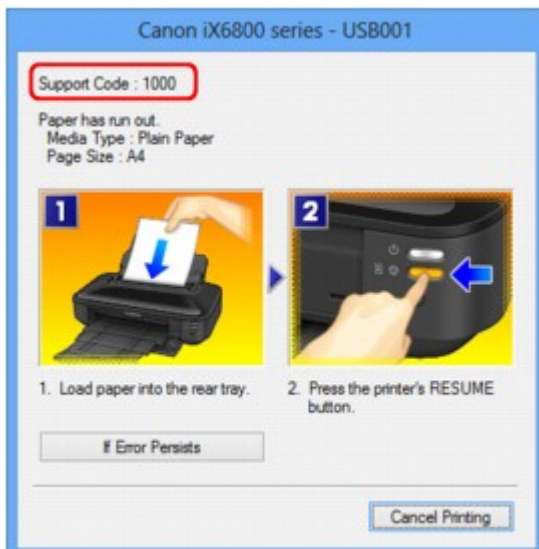 Canon iX6800 series - USB001
Support Code : 1000
Paper has run out.
Media Type : Plain Paper
Page Size : A4
1
2
1. Load paper into the rear tray.
2. Press the printer's RESUME
button.
If Error Persists
Cancel Printing